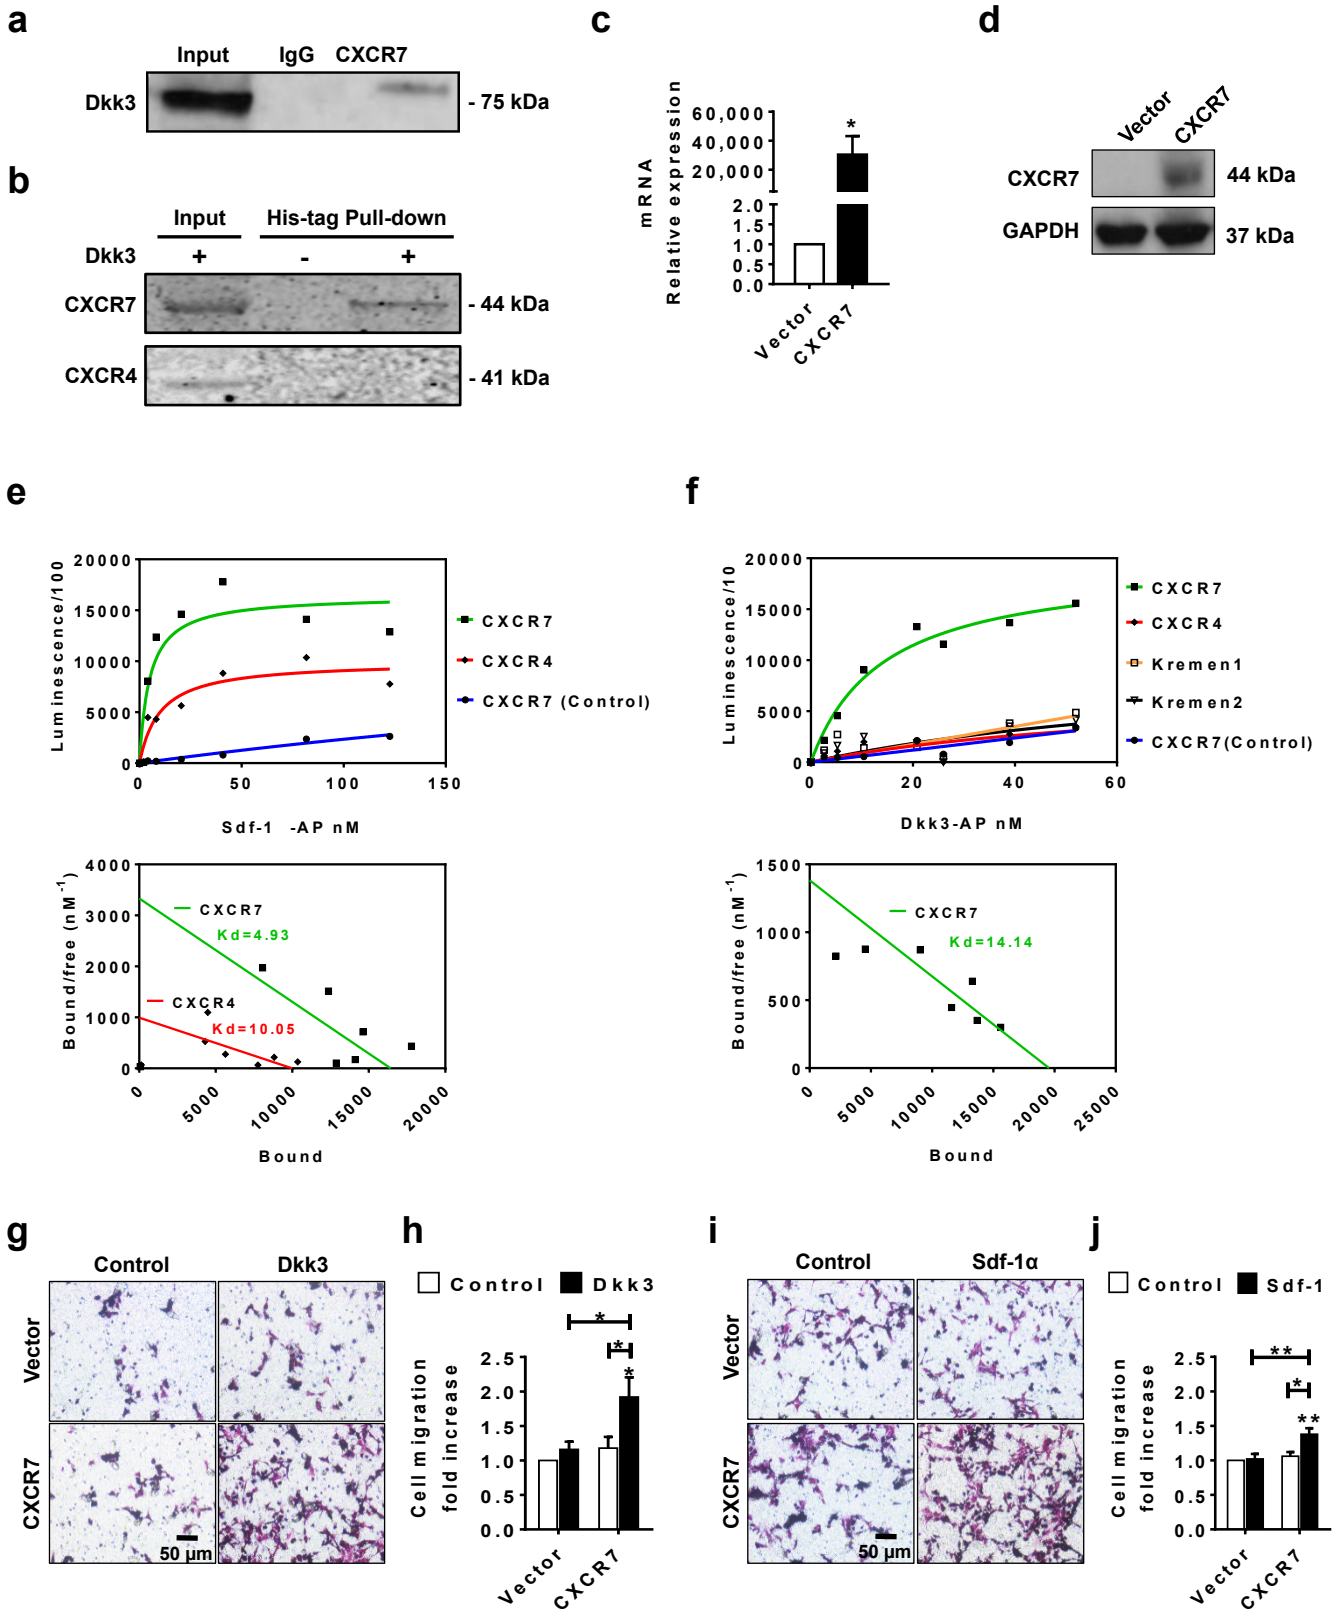 a
Input IgG CXCR7
Dkk3
- 75 kDa
b
Input His-tag Pull-down
Dkk3 + - +
CXCR7
- 44 kDa
CXCR4
- 41 kDa
c
mRNA
Relative expression
60,000
40,000
20,000
2.0
1.5
1.0
0.5
0.0
*
Vector
CXCR7
d
Vector
CXCR7
CXCR7
44 kDa
GAPDH
37 kDa
e
Luminescence/100
20000
15000
10000
5000
0
0 50 100 150
Sdf-1 -AP nM
CXCR7
CXCR4
CXCR7 (Control)
Bound/free (nM-1)
4000
3000
2000
1000
0
CXCR7
Kd=4.93
CXCR4
Kd=10.05
0 5000 10000 15000 20000
Bound
f
Luminescence/10
20000
15000
10000
5000
0
0 20 40 60
Dkk3-AP nM
CXCR7
CXCR4
Kremen1
Kremen2
CXCR7(Control)
Bound/free (nM-1)
1500
1000
500
0
CXCR7
Kd=14.14
0 5000 10000 15000 20000 25000
Bound
g
Control Dkk3
Vector
CXCR7
50 µm
h
Control Dkk3
Cell migration
fold increase
2.5
2.0
1.5
1.0
0.5
0.0
*
*
*
Vector
CXCR7
i
Control Sdf-1α
Vector
CXCR7
50 µm
j
Control Sdf-1
Cell migration
fold increase
2.5
2.0
1.5
1.0
0.5
0.0
**
*
**
Vector
CXCR7